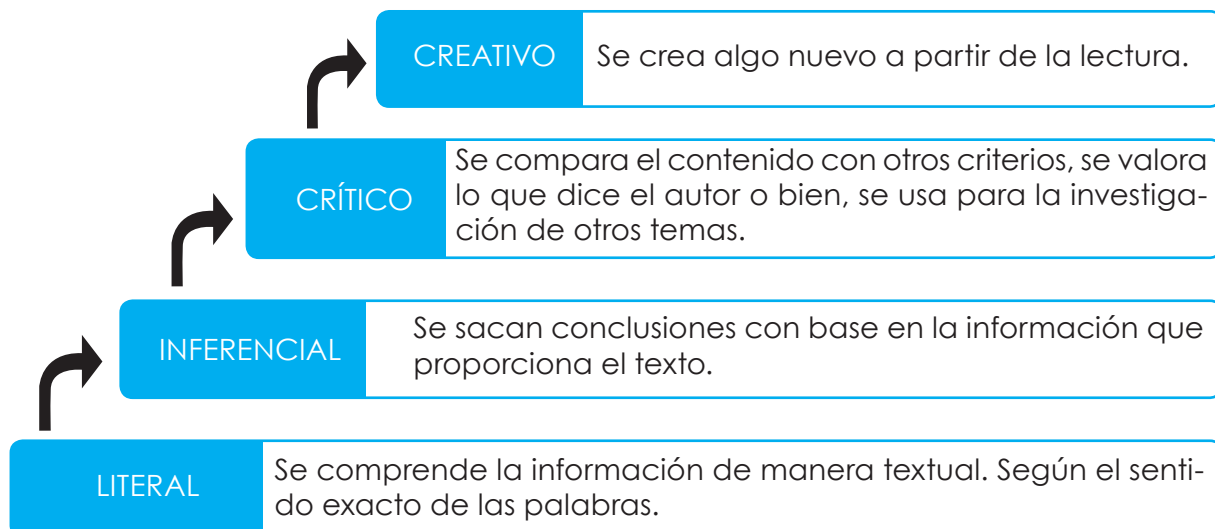 CREATIVO
Se crea algo nuevo a partir de la lectura.
CRÍTICO
Se compara el contenido con otros criterios, se valora
lo que dice el autor o bien, se usa para la investiga-
ción de otros temas.
INFERENCIAL
Se sacan conclusiones con base en la información que
proporciona el texto.
LITERAL
Se comprende la información de manera textual. Según el senti-
do exacto de las palabras.